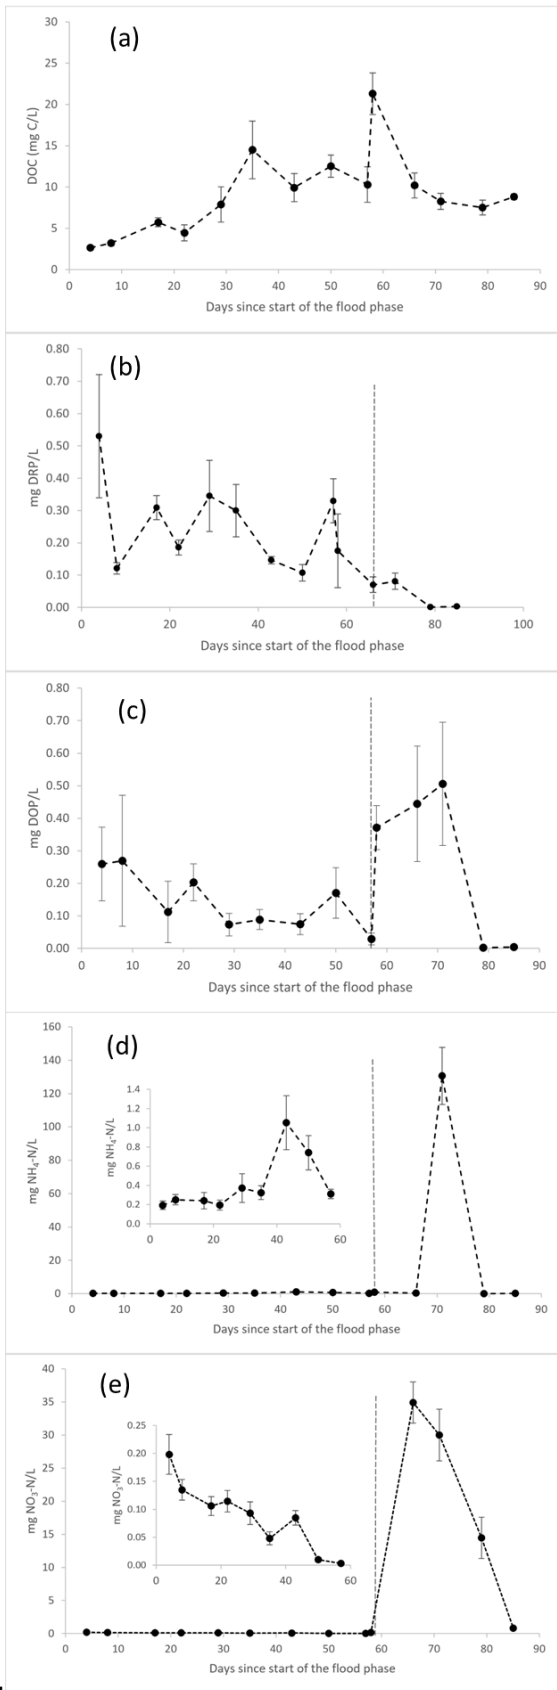 (a)
DOC (mg C/L)
30
25
20
15
10
5
0
0 10 20 30 40 50 60 70 80 90
Days since start of the flood phase
(b)
mg DRP/L
0.80
0.70
0.60
0.50
0.40
0.30
0.20
0.10
0.00
0 20 40 60 80 100
Days since start of the flood phase
(c)
mg DOP/L
0.80
0.70
0.60
0.50
0.40
0.30
0.20
0.10
0.00
0 10 20 30 40 50 60 70 80 90
Days since start of the flood phase
(d)
mg NH₄-N/L
160
140
120
100
80
60
40
20
0
mg NH₄-N/L
1.4
1.2
1.0
0.8
0.6
0.4
0.2
0.0
0 20 40 60
0 10 20 30 40 50 60 70 80 90
Days since start of the flood phase
(e)
mg NO₃-N/L
40
35
30
25
20
15
10
5
0
mg NO₃-N/L
0.25
0.20
0.15
0.10
0.05
0.00
0 20 40 60
0 10 20 30 40 50 60 70 80 90
Days since start of the flood phase